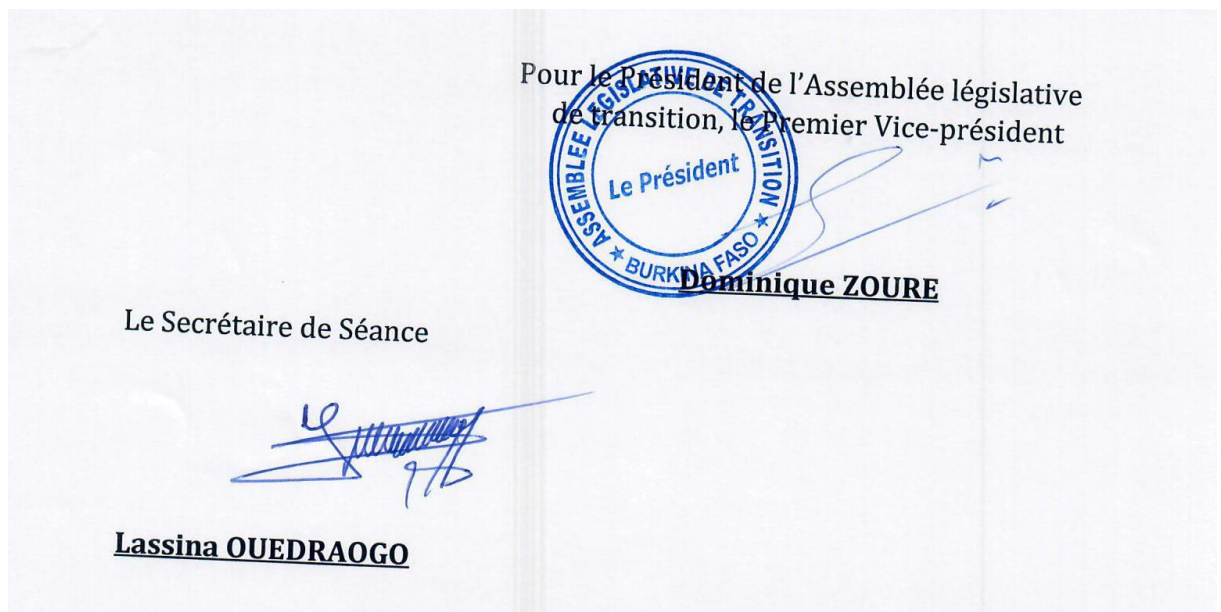 Pour le Président de l'Assemblée législative
de transition, le Premier Vice-président
ASSEMBLEE LEGISLATIVE DE TRANSITION
Le Président
★ BURKINA FASO ★
Dominique ZOURE
Le Secrétaire de Séance
Lassina OUEDRAOGO